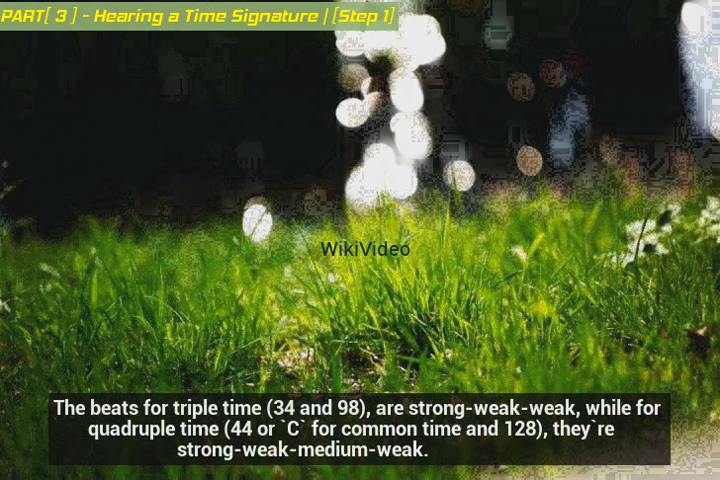 PART[ 3 ] - Hearing a Time Signature | [Step 1]
WikiVideo
The beats for triple time (34 and 98), are strong-weak-weak, while for
quadruple time (44 or `C` for common time and 128), they`re
strong-weak-medium-weak.